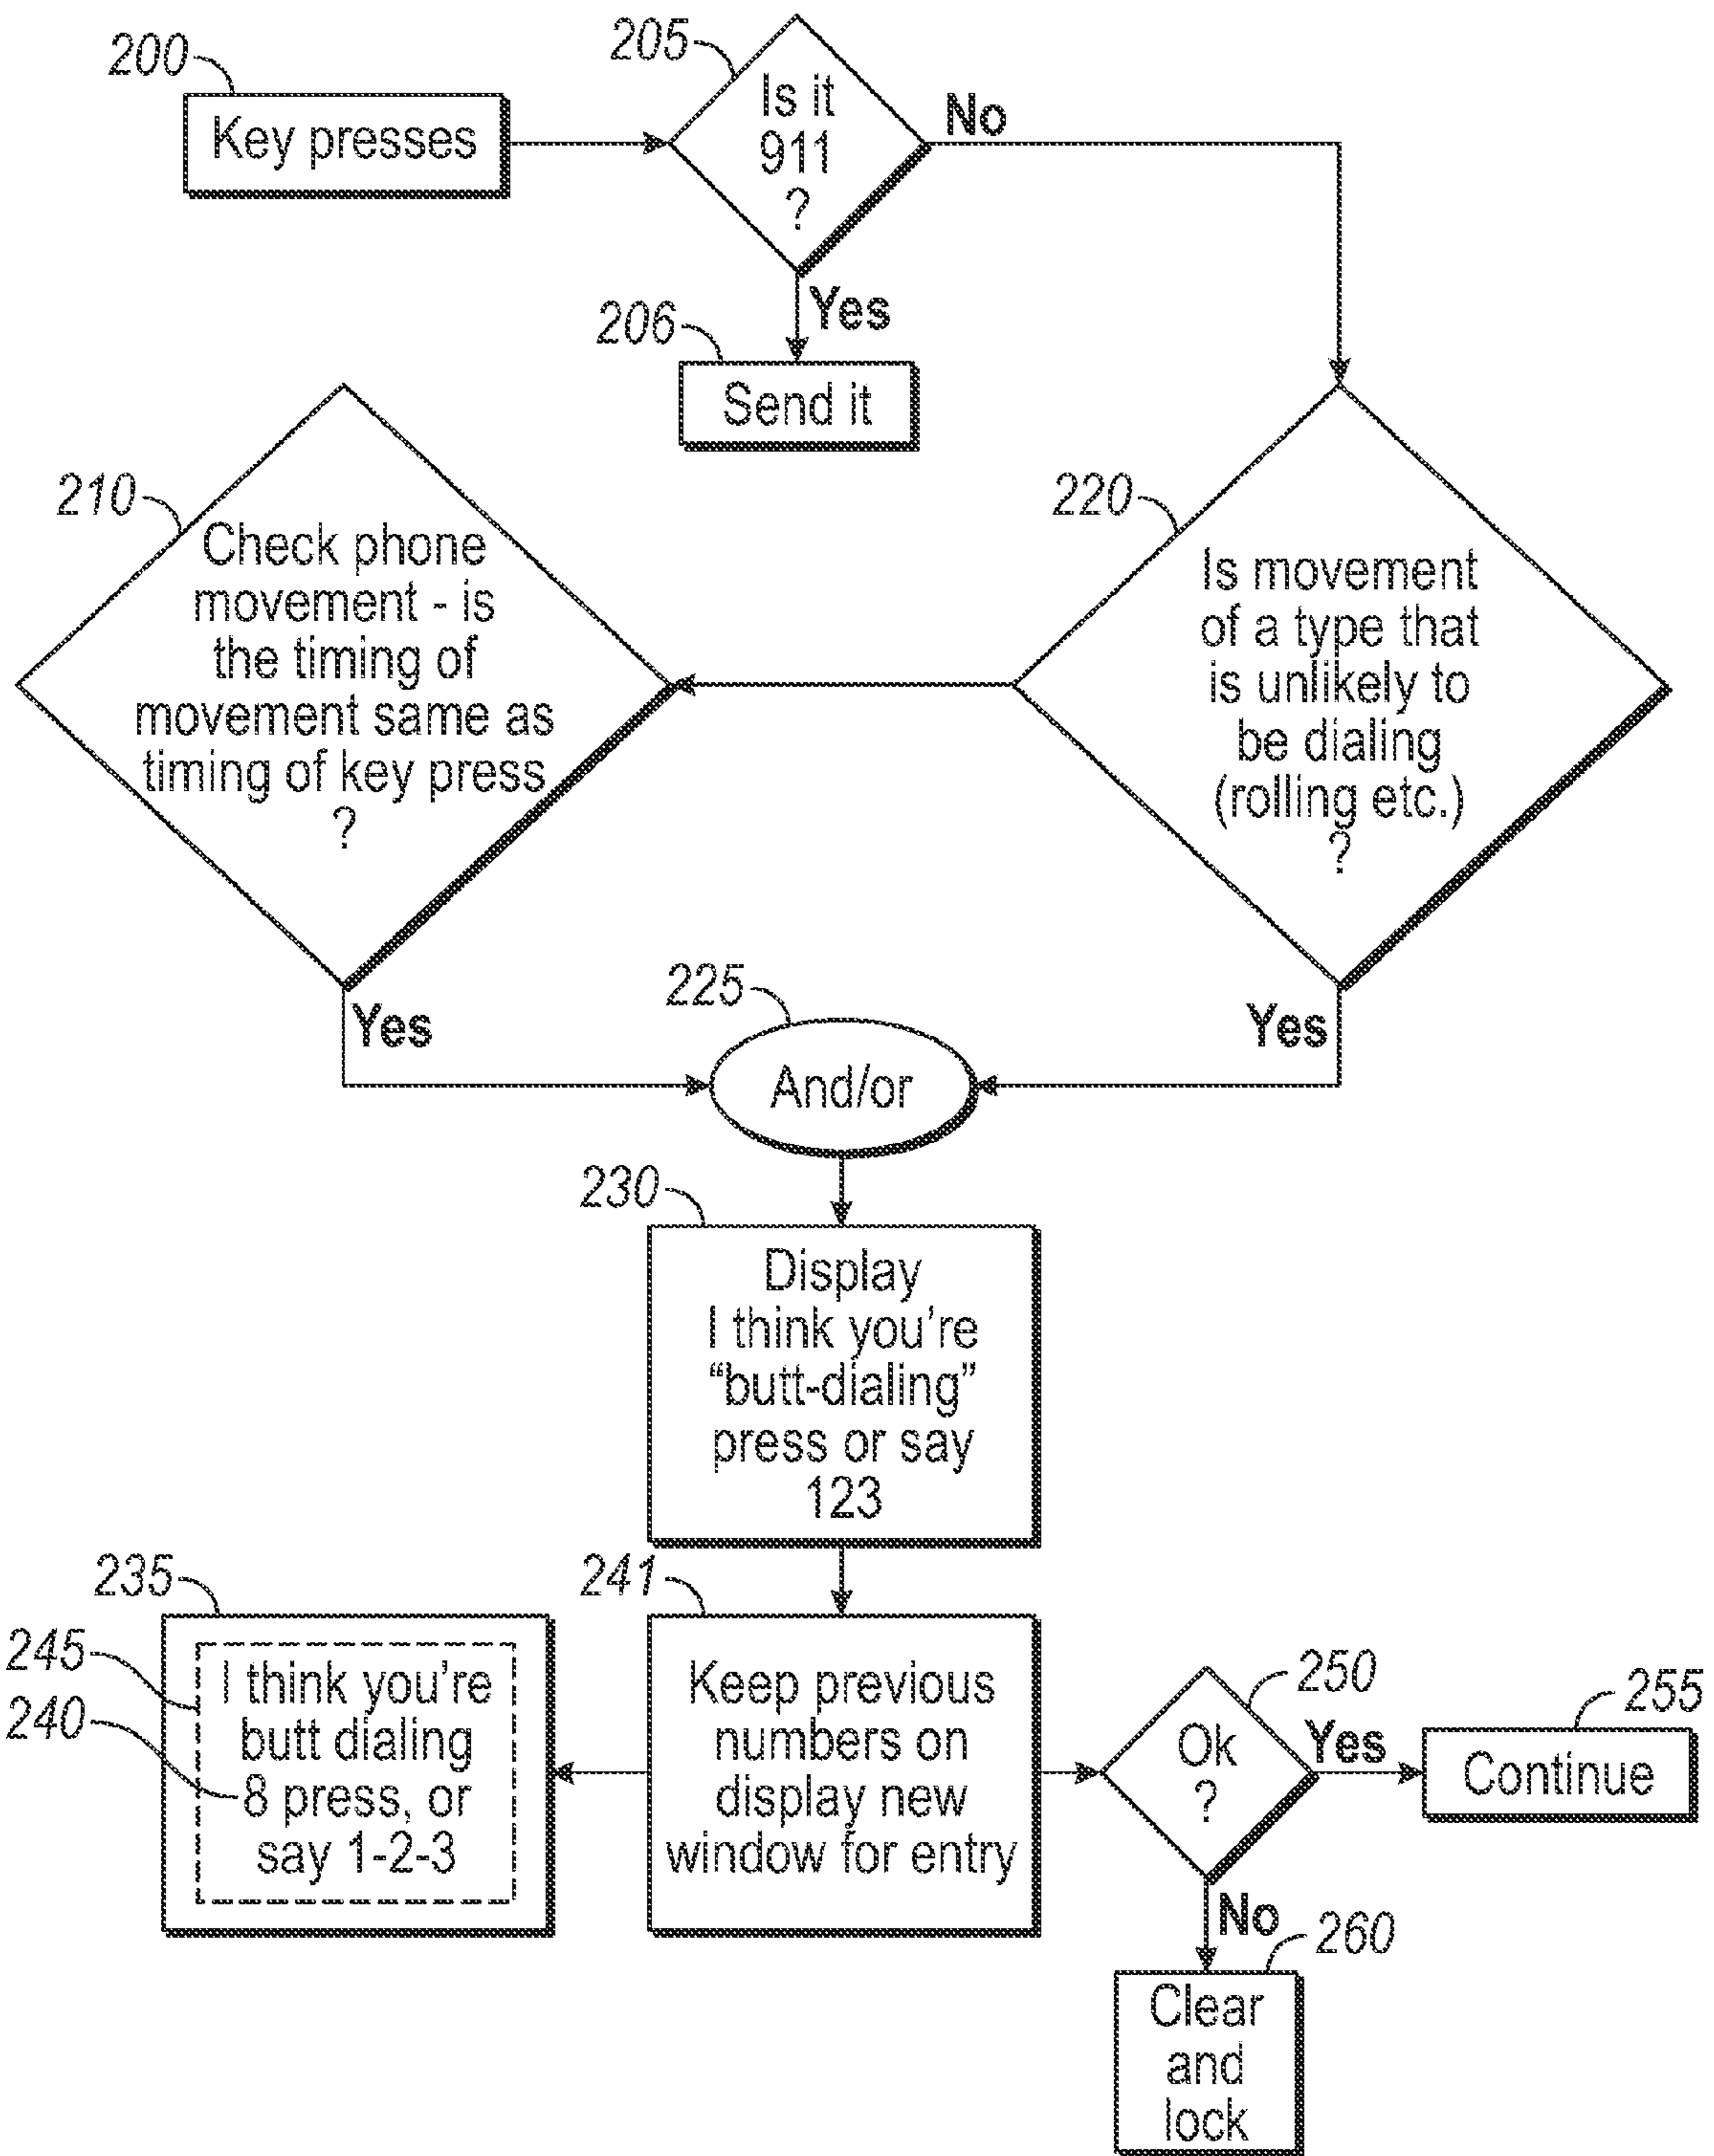 200
Key presses
205
Is it
911
?
No
Yes
206
Send it
210
Check phone
movement - is
the timing of
movement same as
timing of key press
?
Yes
220
Is movement
of a type that
is unlikely to
be dialing
(rolling etc.)
?
Yes
225
And/or
230
Display
I think you're
“butt-dialing”
press or say
123
235
245
240
I think you're
butt dialing
8 press, or
say 1-2-3
241
Keep previous
numbers on
display new
window for entry
250
Ok
?
Yes
255
Continue
No
260
Clear
and
lock